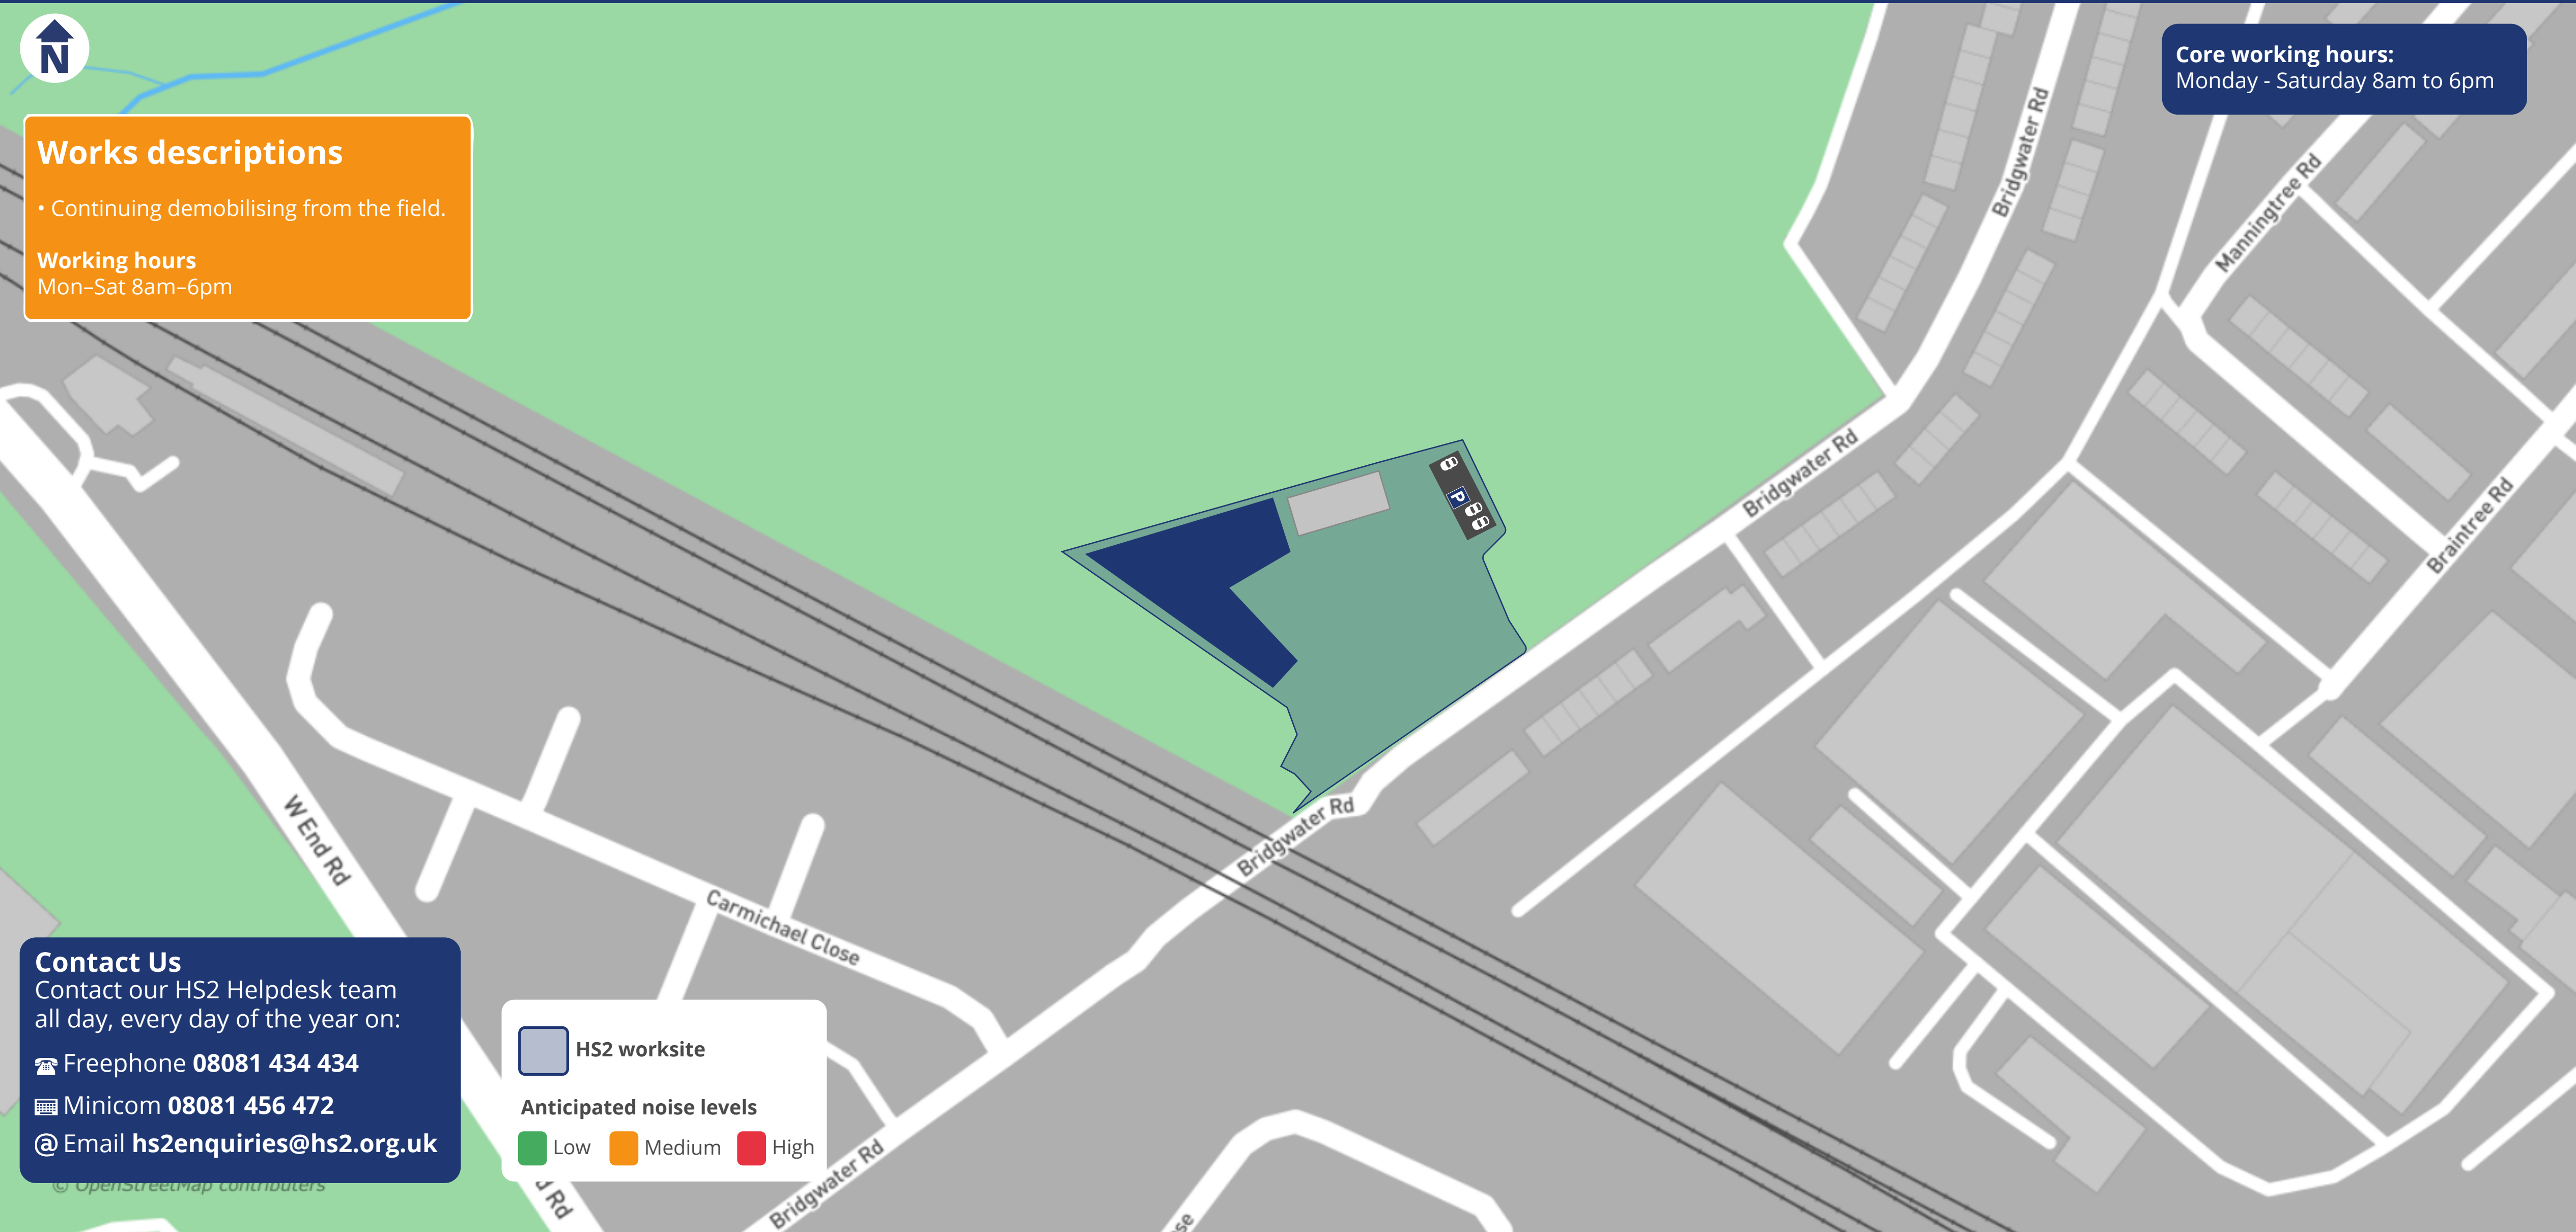 N
Core working hours:
Monday - Saturday 8am to 6pm
Works descriptions
• Continuing demobilising from the field.
Working hours
Mon–Sat 8am–6pm
Bridgwater Rd
Manningtree Rd
Bridgwater Rd
Braintree Rd
P
Bridgwater Rd
W End Rd
Carmichael Close
Contact Us
Contact our HS2 Helpdesk team
all day, every day of the year on:
Freephone 08081 434 434
Minicom 08081 456 472
@ Email hs2enquiries@hs2.org.uk
© OpenStreetMap contributors
HS2 worksite
Anticipated noise levels
Low Medium High
Rd
Bridgwater Rd